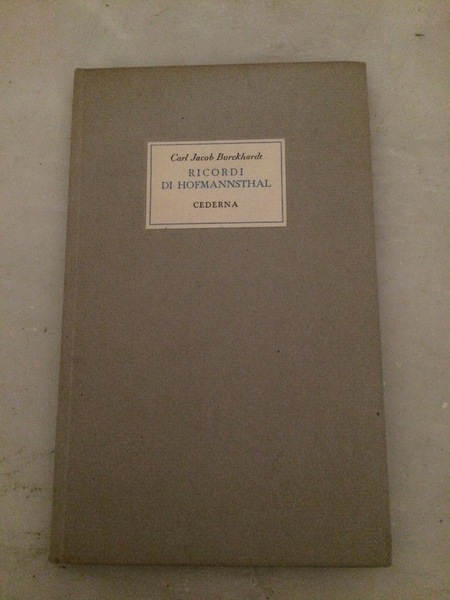 Carl Jacob Burckhardt
RICORDI
DI HOFMANNSTHAL
CEDERNA